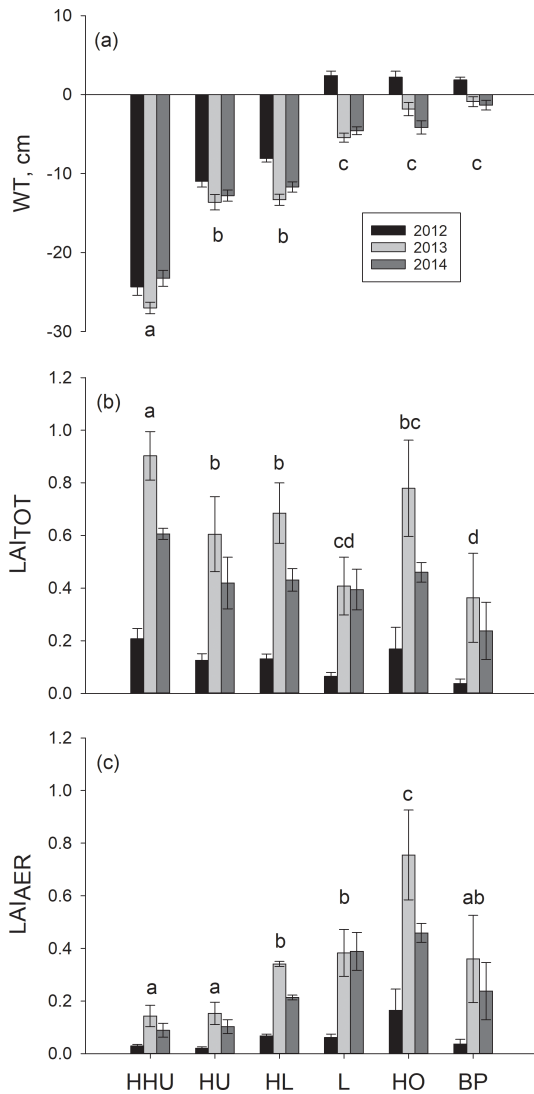 10
(a)
0
c c c
-10
WT, cm
b b
2012
2013
2014
-20
-30
a
1.2
(b)
a
bc
1.0
b b
0.8
LAITOT
cd
d
0.6
0.4
0.2
0.0
1.2
(c)
1.0
c
0.8
LAIAER
b
b
ab
0.6
0.4
a a
0.2
0.0
HHU HU HL L HO BP